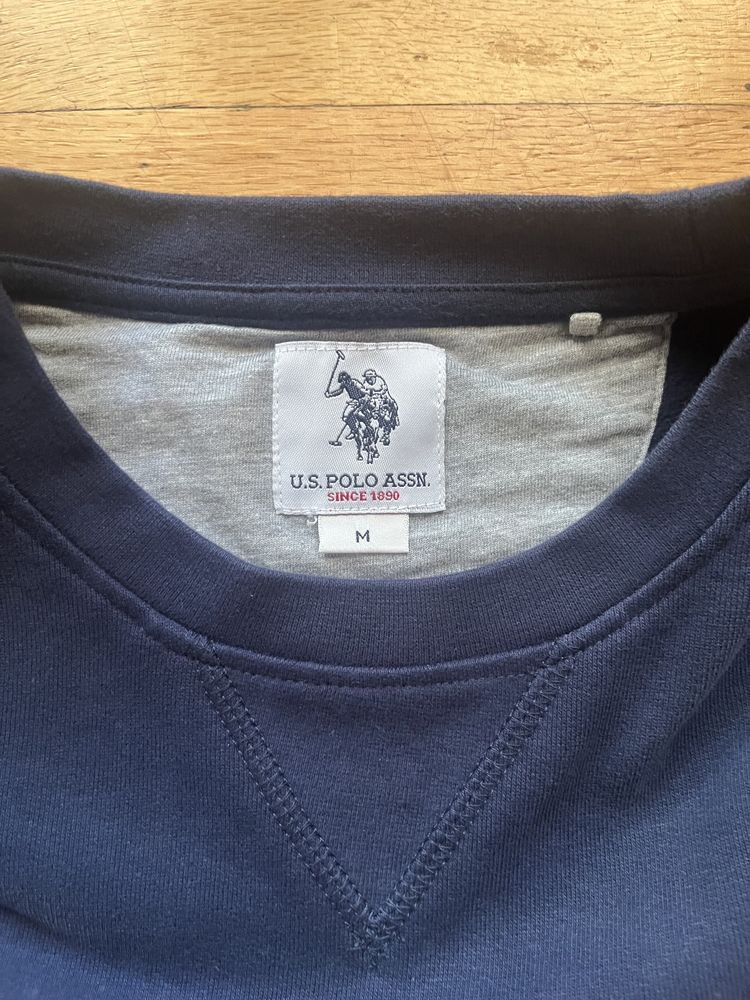 U.S. POLO ASSN.
SINCE 1890
M